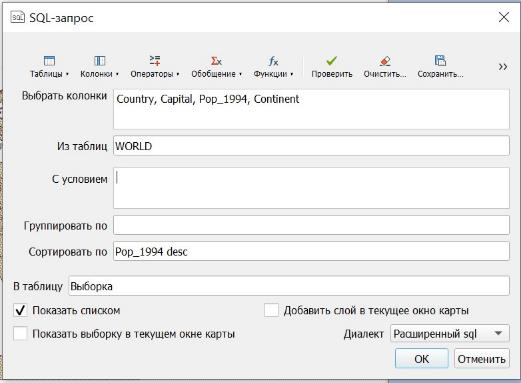 SQL SQL-запрос
Таблицы Колонки Операторы Обобщение Функции Проверить Очистить... Сохранить... »
Выбрать колонки Country, Capital, Pop_1994, Continent
Из таблиц WORLD
С условием
Группировать по
Сортировать по Pop_1994 desc
В таблицу Выборка
Показать списком Добавить слой в текущее окно карты
Показать выборку в текущем окне карты Диалект Расширенный sql
OK Отменить